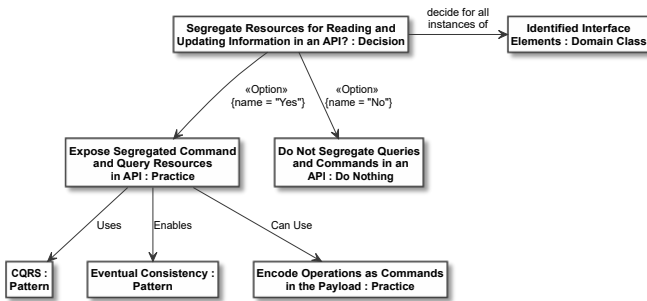 Segregate Resources for Reading and
Updating Information in an API? : Decision
decide for all
instances of
Identified Interface
Elements : Domain Class
«Option»
{name = "Yes"}
«Option»
{name = "No"}
Expose Segregated Command
and Query Resources
in API : Practice
Do Not Segregate Queries
and Commands in an
API : Do Nothing
Uses
Enables
Can Use
CQRS :
Pattern
Eventual Consistency :
Pattern
Encode Operations as Commands
in the Payload : Practice